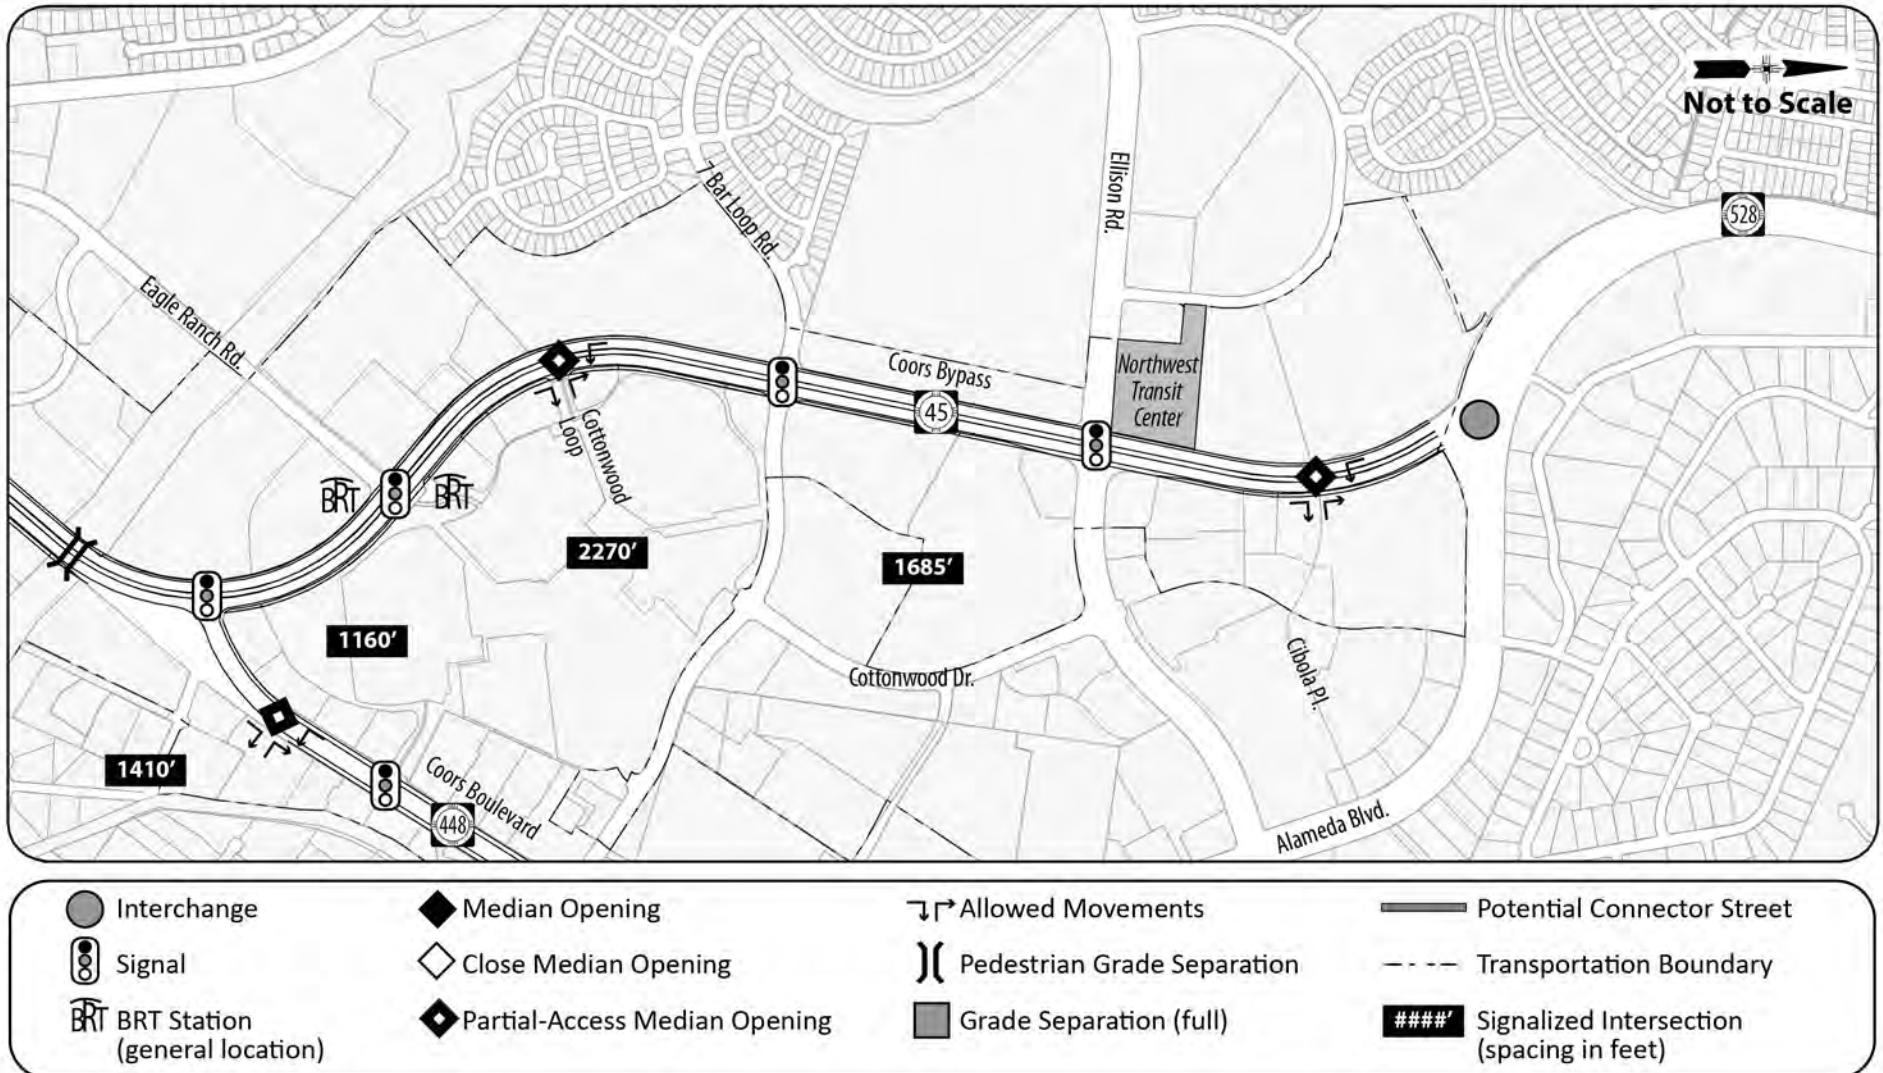 Not to Scale
528
Ellison Rd.
7 Bar Loop Rd.
Eagle Ranch Rd.
Coors Bypass
45
Northwest
Transit
Center
Cottonwood
Loop
BRT
BRT
2270'
1685'
1160'
1410'
Cottonwood Dr.
Cibola Pl.
Coors Boulevard
448
Alameda Blvd.
Interchange
Signal
BRT BRT Station
(general location)
Median Opening
Close Median Opening
Partial-Access Median Opening
Allowed Movements
Pedestrian Grade Separation
Grade Separation (full)
Potential Connector Street
Transportation Boundary
####' Signalized Intersection
(spacing in feet)